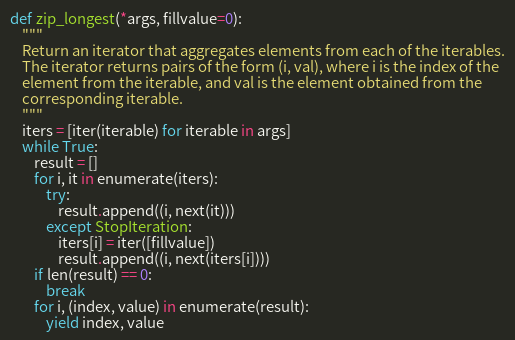 def zip_longest(*args, fillvalue=0):
    """
    Return an iterator that aggregates elements from each of the iterables.
    The iterator returns pairs of the form (i, val), where i is the index of the
    element from the iterable, and val is the element obtained from the
    corresponding iterable.
    """
    iters = [iter(iterable) for iterable in args]
    while True:
        result = []
        for i, it in enumerate(iters):
            try:
                result.append((i, next(it)))
            except StopIteration:
                iters[i] = iter([fillvalue])
                result.append((i, next(iters[i])))
        if len(result) == 0:
            break
        for i, (index, value) in enumerate(result):
            yield index, value